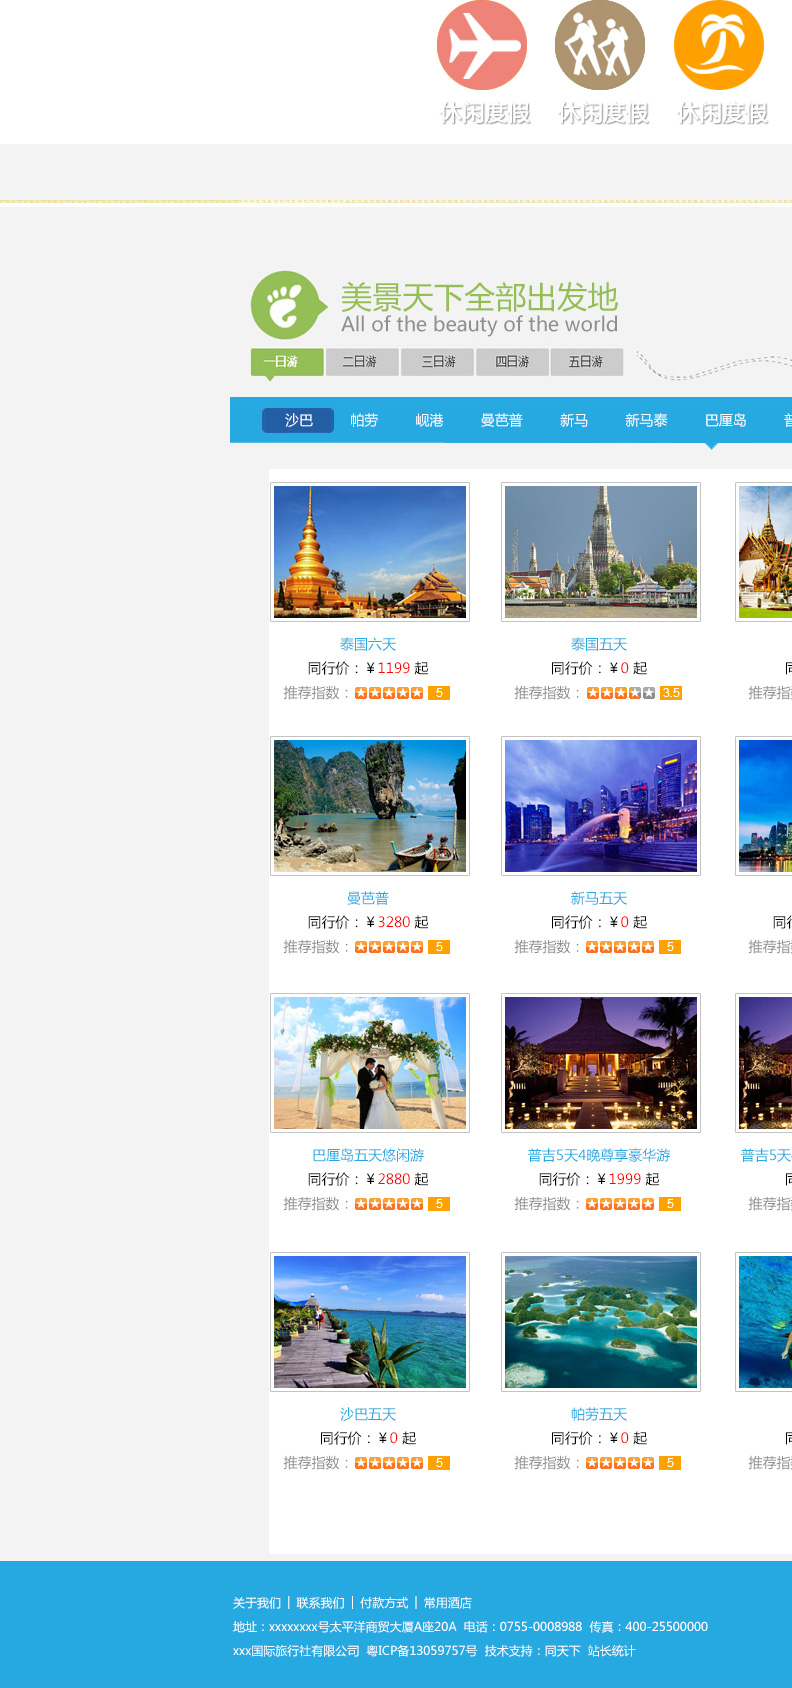 休闲度假 休闲度假 休闲度假
美景天下全部出发地
All of the beauty of the world
一日游 二日游 三日游 四日游 五日游
沙巴 帕劳 岘港 曼芭普 新马 新马泰 巴厘岛 普
泰国六天 泰国五天
同行价：¥1199 起 同行价：¥0 起 同
推荐指数： 5 推荐指数： 3.5 推荐指
曼芭普 新马五天
同行价：¥3280 起 同行价：¥0 起 同行
推荐指数： 5 推荐指数： 5 推荐指
巴厘岛五天悠闲游 普吉5天4晚尊享豪华游 普吉5天
同行价：¥2880 起 同行价：¥1999 起 同
推荐指数： 5 推荐指数： 5 推荐指
沙巴五天 帕劳五天
同行价：¥0 起 同行价：¥0 起 同
推荐指数： 5 推荐指数： 5 推荐指
关于我们 | 联系我们 | 付款方式 | 常用酒店
地址：xxxxxxxx号太平洋商贸大厦A座20A 电话：0755-0008988 传真：400-25500000
xxx国际旅行社有限公司 粤ICP备13059757号 技术支持：同天下 站长统计